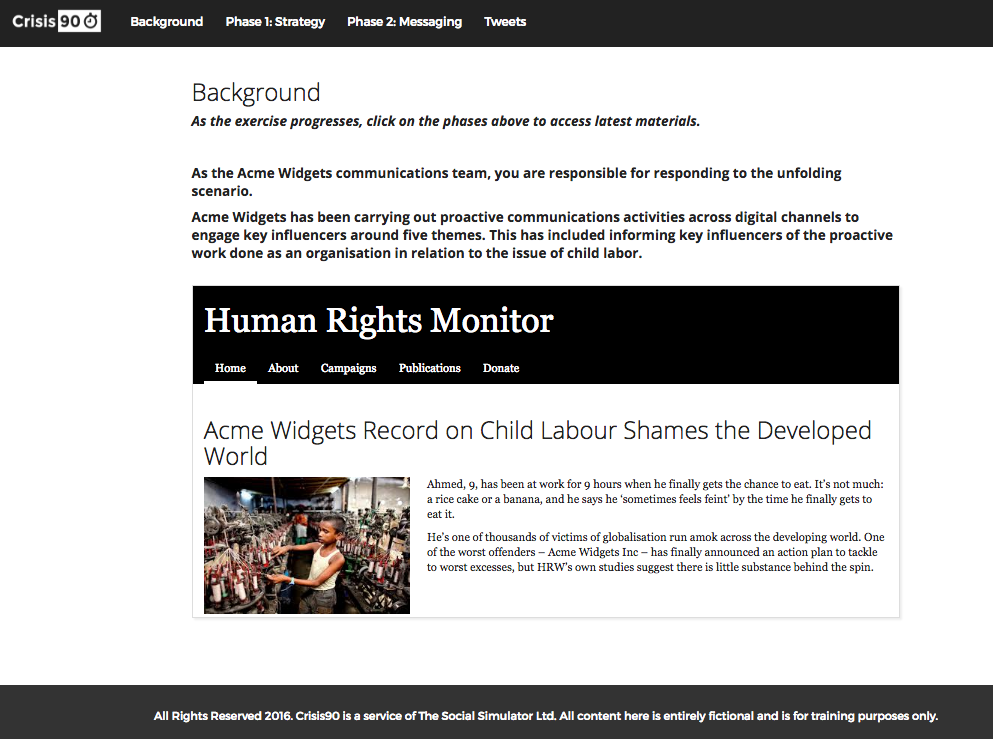 Crisis90
Background
Phase 1: Strategy
Phase 2: Messaging
Tweets
Background
As the exercise progresses, click on the phases above to access latest materials.
As the Acme Widgets communications team, you are responsible for responding to the unfolding
scenario.
Acme Widgets has been carrying out proactive communications activities across digital channels to
engage key influencers around five themes. This has included informing key influencers of the proactive
work done as an organisation in relation to the issue of child labor.
Human Rights Monitor
Home
About
Campaigns
Publications
Donate
Acme Widgets Record on Child Labour Shames the Developed
World
Ahmed, 9, has been at work for 9 hours when he finally gets the chance to eat. It's not much:
a rice cake or a banana, and he says he ‘sometimes feels feint’ by the time he finally gets to
eat it.
He's one of thousands of victims of globalisation run amok across the developing world. One
of the worst offenders – Acme Widgets Inc – has finally announced an action plan to tackle
to worst excesses, but HRW's own studies suggest there is little substance behind the spin.
All Rights Reserved 2016. Crisis90 is a service of The Social Simulator Ltd. All content here is entirely fictional and is for training purposes only.